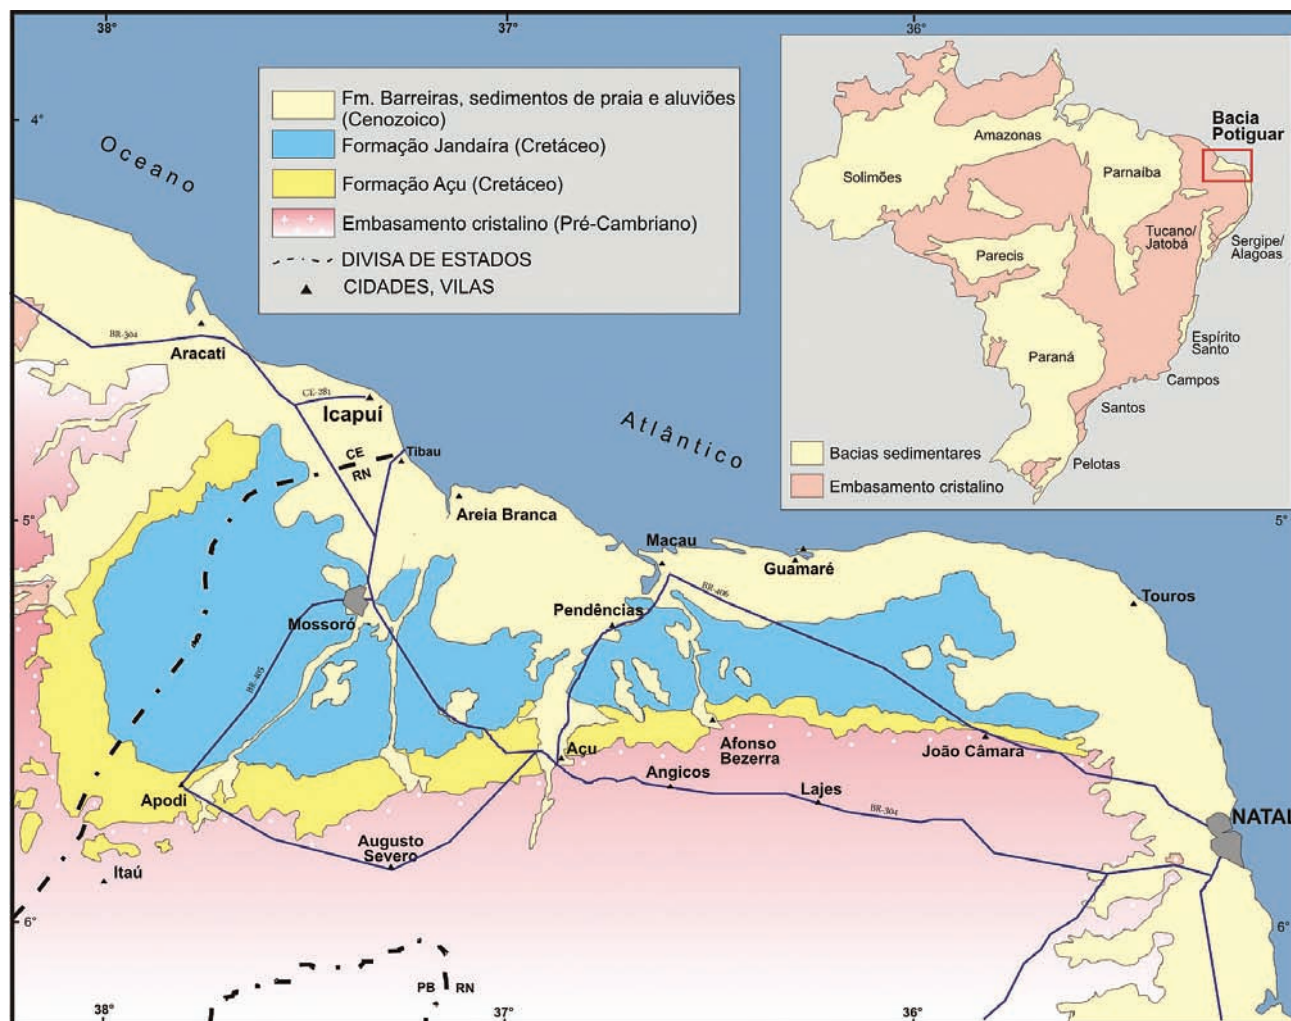 38°
37°
36°
4°
Oceano
Fm. Barreiras, sedimentos de praia e aluviões
(Cenozoico)
Formação Jandaíra (Cretáceo)
Formação Açu (Cretáceo)
Embasamento cristalino (Pré-Cambriano)
DIVISA DE ESTADOS
CIDADES, VILAS
Bacia
Potiguar
Amazonas
Solimões
Parnaíba
Tucano/
Jatobá
Sergipe/
Alagoas
Parecis
Espírito
Santo
Paraná
Campos
Santos
Pelotas
Bacias sedimentares
Embasamento cristalino
BR-304
Aracati
CE-281
Icapuí
Atlântico
CE
RN
Tibau
Areia Branca
5°
5°
Macau
Guamaré
BR-406
Touros
Pendências
Mossoró
BR-405
Açu
Afonso
Bezerra
João Câmara
Apodi
Angicos
Lajes
BR-304
NATAL
Augusto
Severo
Itaú
6°
6°
PB
RN
38°
37°
36°